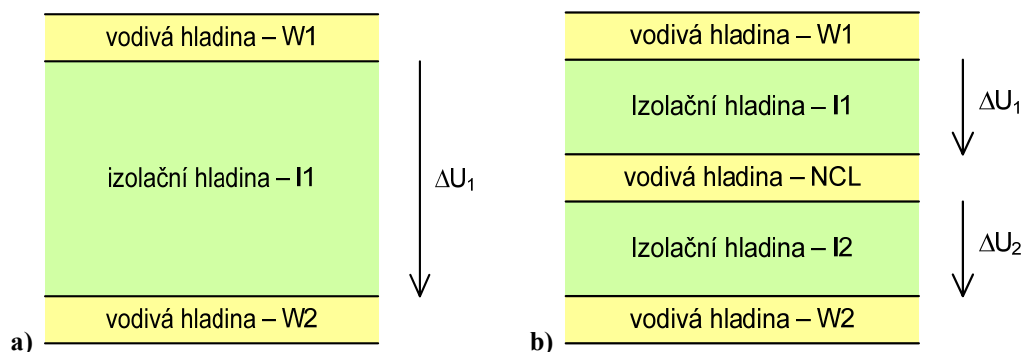 vodivá hladina – W1
izolační hladina – I1
ΔU₁
vodivá hladina – W2
a)
vodivá hladina – W1
Izolační hladina – I1
ΔU₁
vodivá hladina – NCL
Izolační hladina – I2
ΔU₂
vodivá hladina – W2
b)